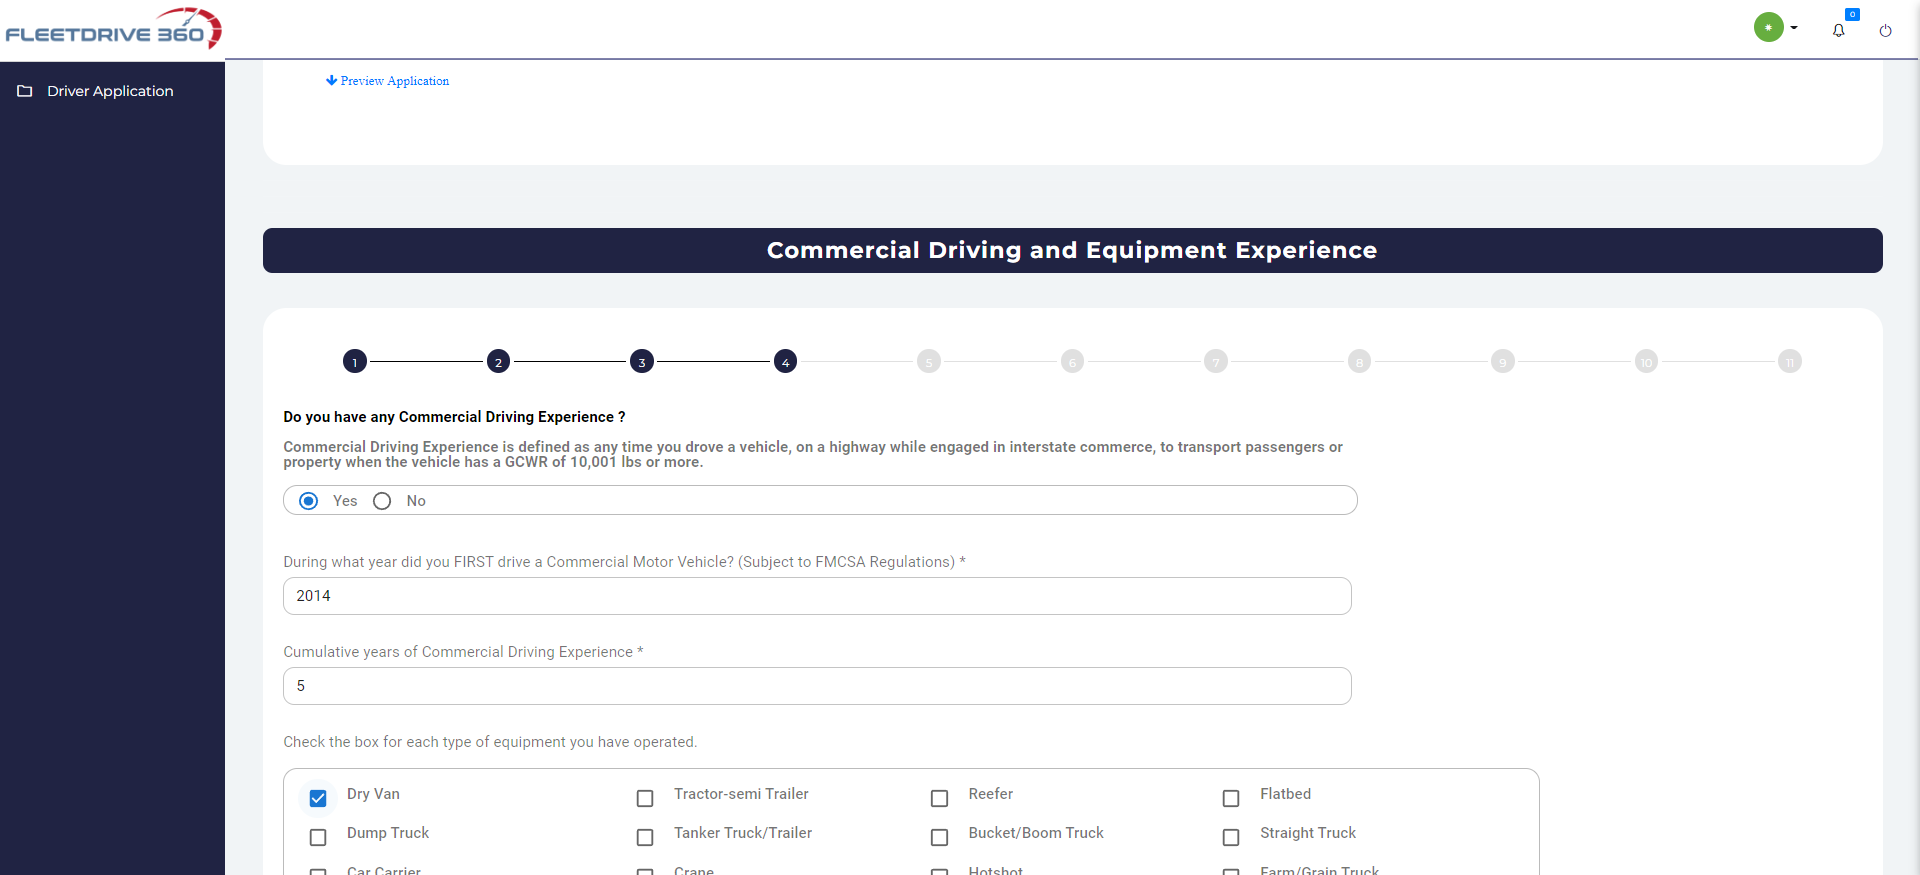 FLEETDRIVE 360
0
Driver Application
Preview Application
Commercial Driving and Equipment Experience
1 2 3 4 5 6 7 8 9 10 11
Do you have any Commercial Driving Experience ?
Commercial Driving Experience is defined as any time you drove a vehicle, on a highway while engaged in interstate commerce, to transport passengers or
property when the vehicle has a GCWR of 10,001 lbs or more.
Yes No
During what year did you FIRST drive a Commercial Motor Vehicle? (Subject to FMCSA Regulations) *
2014
Cumulative years of Commercial Driving Experience *
5
Check the box for each type of equipment you have operated.
Dry Van Tractor-semi Trailer Reefer Flatbed
Dump Truck Tanker Truck/Trailer Bucket/Boom Truck Straight Truck
Car Carrier Crane Hotshot Farm/Grain Truck